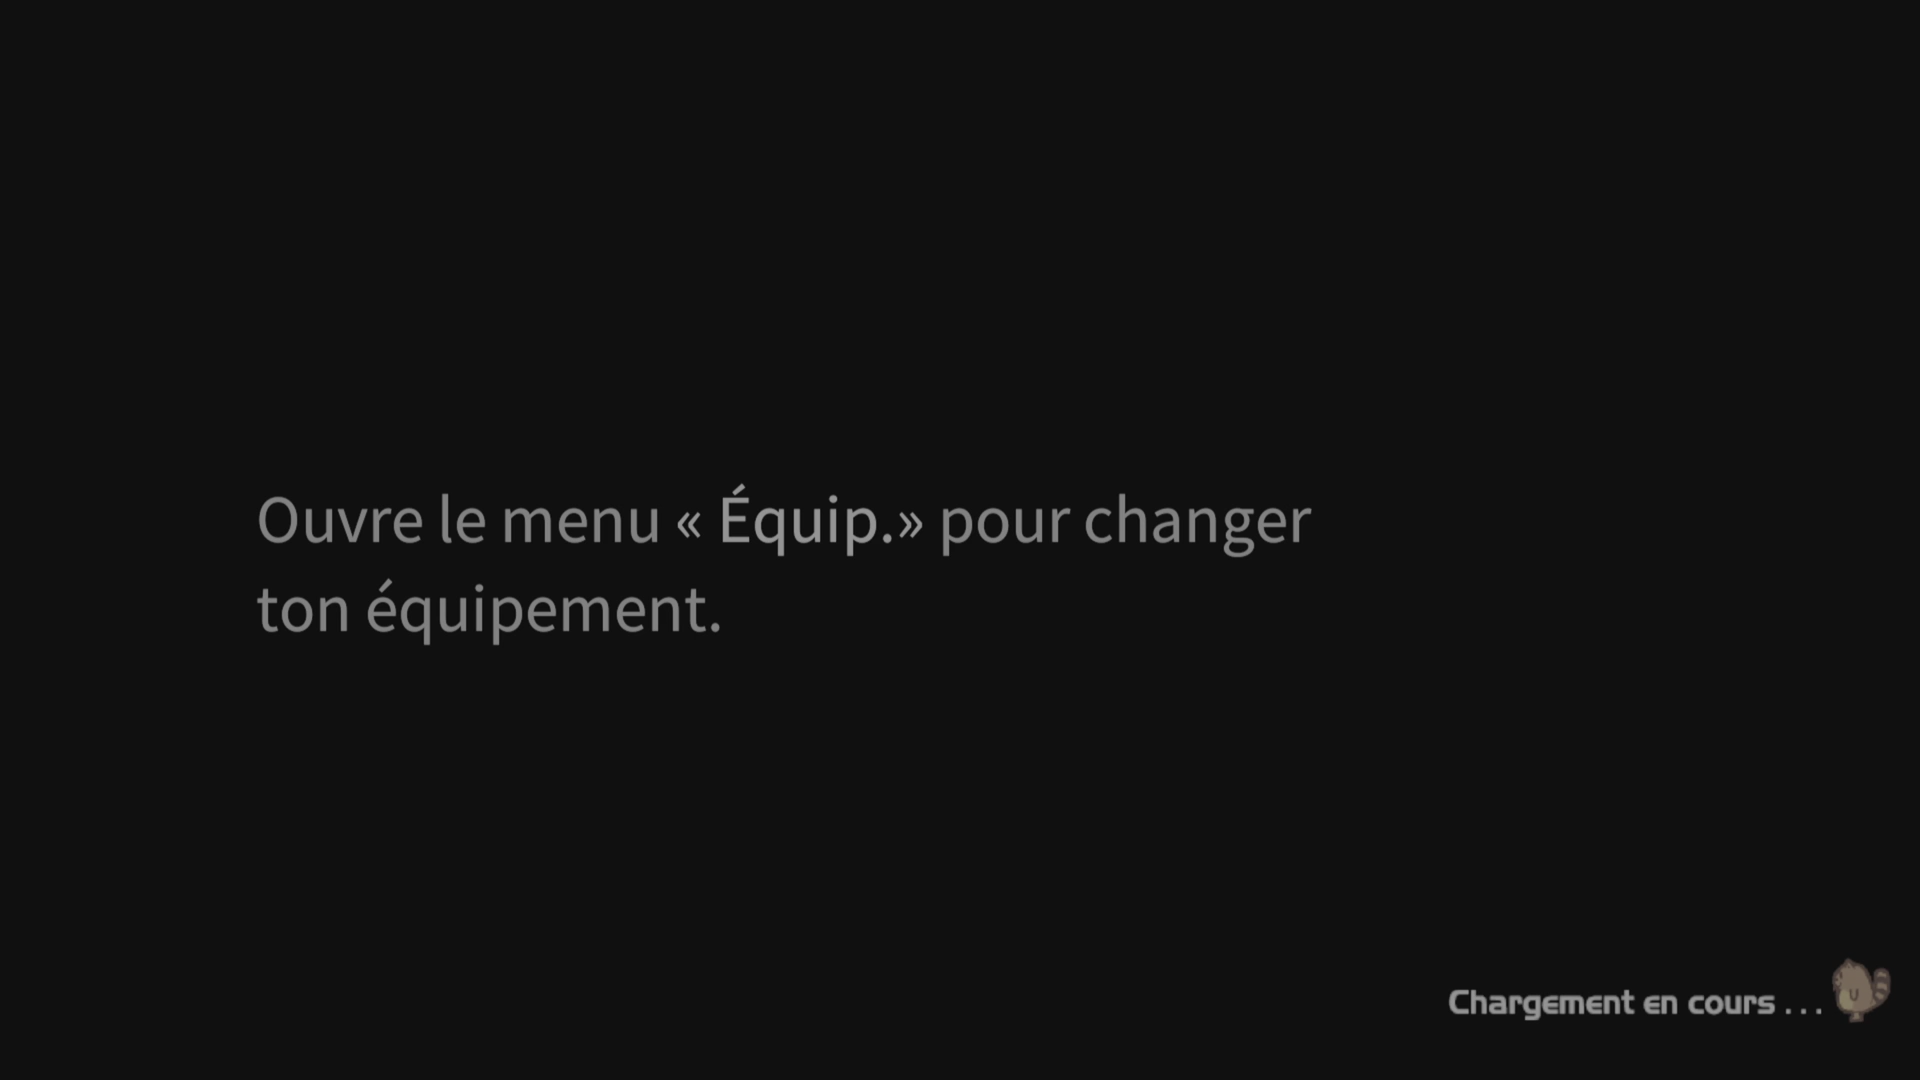 Ouvre le menu « Équip.» pour changer
ton équipement.
Chargement en cours . . .